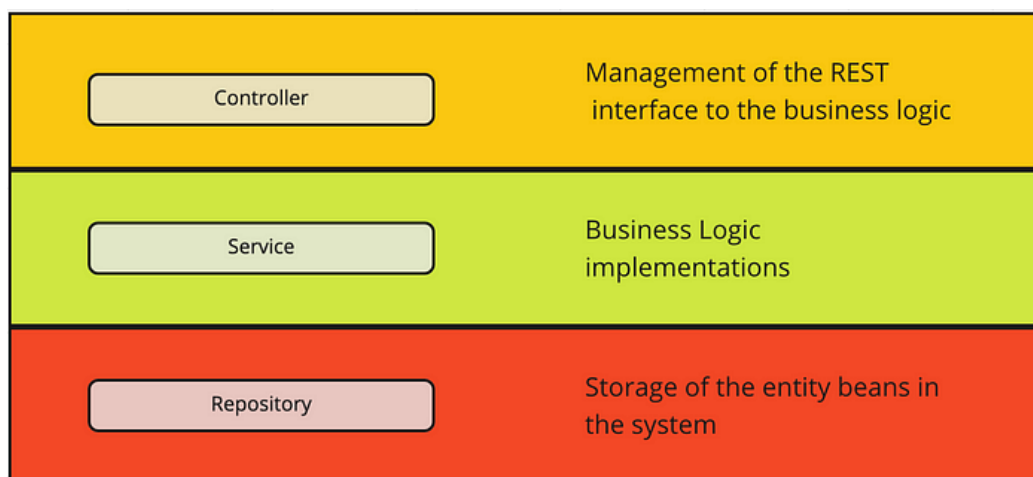 Controller
Management of the REST
interface to the business logic
Service
Business Logic
implementations
Repository
Storage of the entity beans in
the system